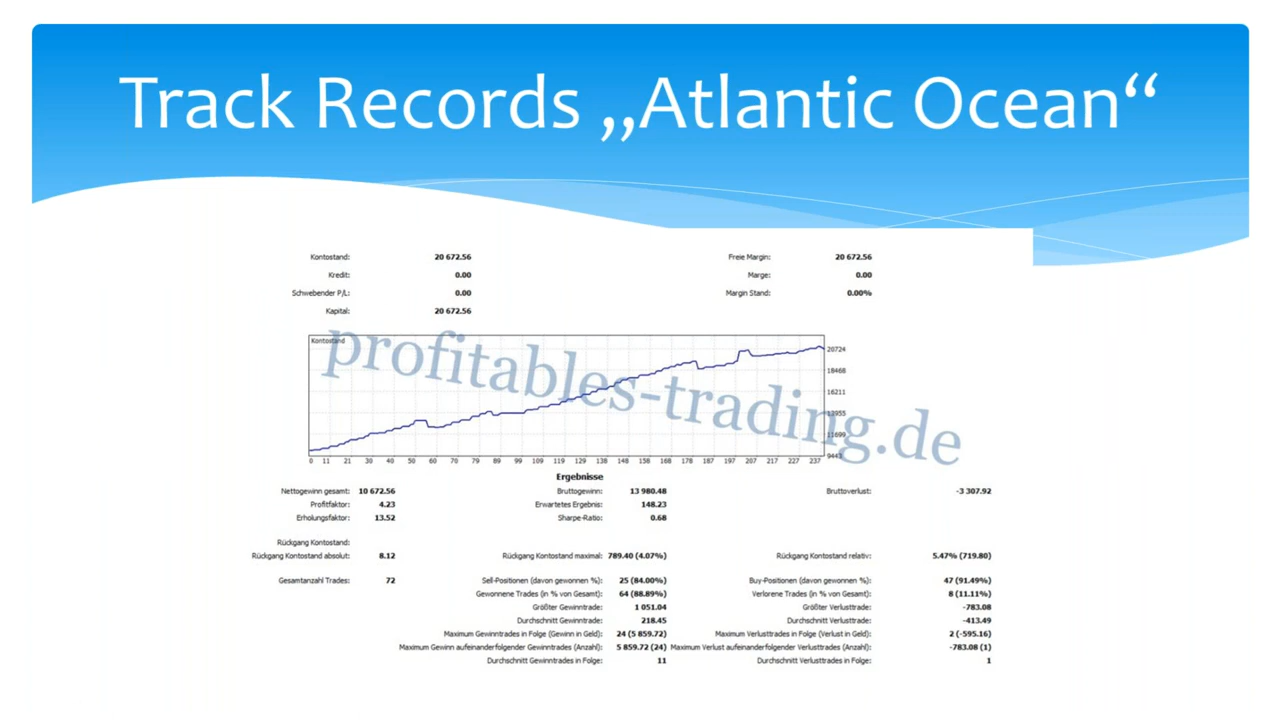 Track Records „Atlantic Ocean“
Kontostand: 20 672.56 Freie Margin: 20 672.56
Kredit: 0.00 Marge: 0.00
Schwebender P/L: 0.00 Margin Stand: 0.00%
Kapital: 20 672.56
Kontostand
profitables-trading.de
20724
18468
16211
13955
11699
9443
0 11 21 30 40 50 60 70 79 89 99 109 119 129 138 148 158 168 178 187 197 207 217 227 237
Ergebnisse
Nettogewinn gesamt: 10 672.56 Bruttogewinn: 13 980.48 Bruttoverlust: -3 307.92
Profitfaktor: 4.23 Erwartetes Ergebnis: 148.23
Erholungsfaktor: 13.52 Sharpe-Ratio: 0.68
Rückgang Kontostand:
Rückgang Kontostand absolut: 8.12 Rückgang Kontostand maximal: 789.40 (4.07%) Rückgang Kontostand relativ: 5.47% (719.80)
Gesamtanzahl Trades: 72 Sell-Positionen (davon gewonnen %): 25 (84.00%) Buy-Positionen (davon gewonnen %): 47 (91.49%)
Gewonnene Trades (in % von Gesamt): 64 (88.89%) Verlorene Trades (in % von Gesamt): 8 (11.11%)
Größter Gewinntrade: 1 051.04 Größter Verlusttrade: -783.08
Durchschnitt Gewinntrade: 218.45 Durchschnitt Verlusttrade: -413.49
Maximum Gewinntrades in Folge (Gewinn in Geld): 24 (5 859.72) Maximum Verlusttrades in Folge (Verlust in Geld): 2 (-595.16)
Maximum Gewinn aufeinanderfolgender Gewinntrades (Anzahl): 5 859.72 (24) Maximum Verlust aufeinanderfolgender Verlusttrades (Anzahl): -783.08 (1)
Durchschnitt Gewinntrades in Folge: 11 Durchschnitt Verlusttrades in Folge: 1